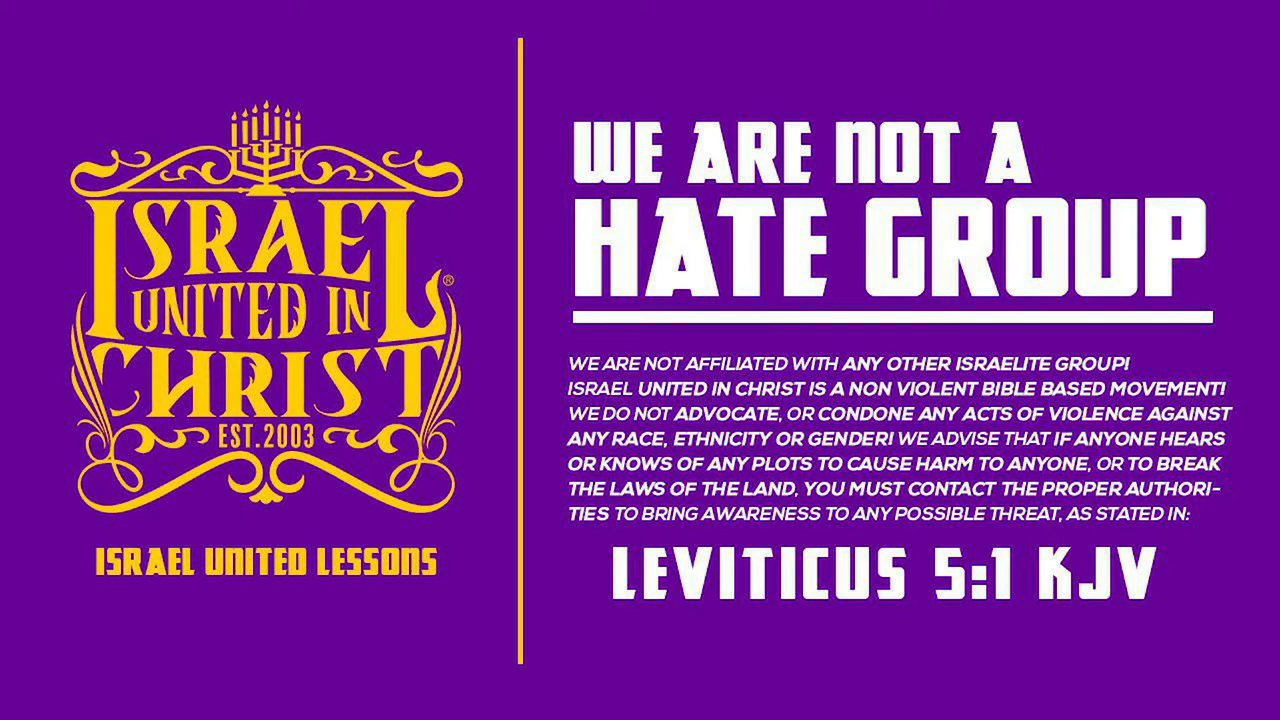 ISRAEL
UNITED IN
CHRIST
®
EST.2003
ISRAEL UNITED LESSONS
WE ARE NOT A
HATE GROUP
WE ARE NOT AFFILIATED WITH ANY OTHER ISRAELITE GROUP!
ISRAEL UNITED IN CHRIST IS A NON VIOLENT BIBLE BASED MOVEMENT!
WE DO NOT ADVOCATE, OR CONDONE ANY ACTS OF VIOLENCE AGAINST
ANY RACE, ETHNICITY OR GENDER! WE ADVISE THAT IF ANYONE HEARS
OR KNOWS OF ANY PLOTS TO CAUSE HARM TO ANYONE, OR TO BREAK
THE LAWS OF THE LAND, YOU MUST CONTACT THE PROPER AUTHORI-
TIES TO BRING AWARENESS TO ANY POSSIBLE THREAT, AS STATED IN:
LEVITICUS 5:1 KJV